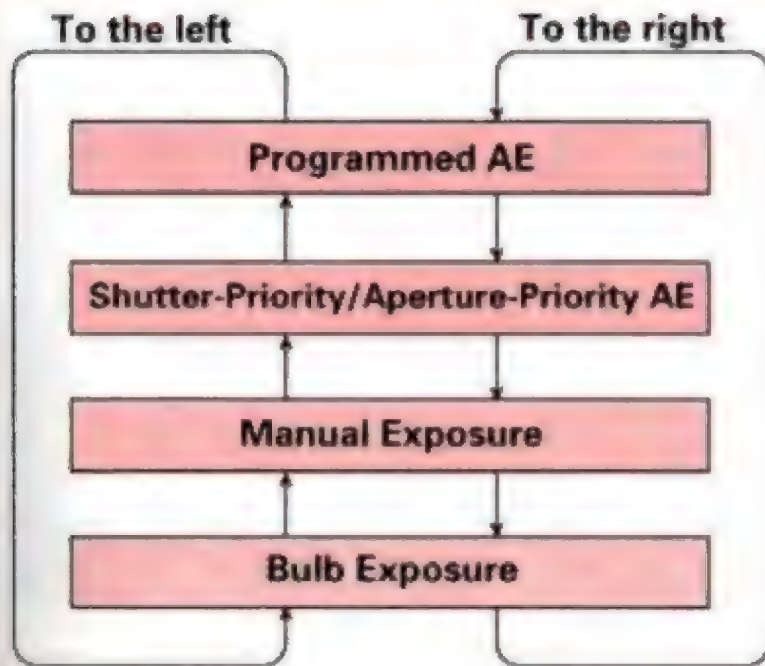 To the left
To the right
Programmed AE
Shutter-Priority/Aperture-Priority AE
Manual Exposure
Bulb Exposure